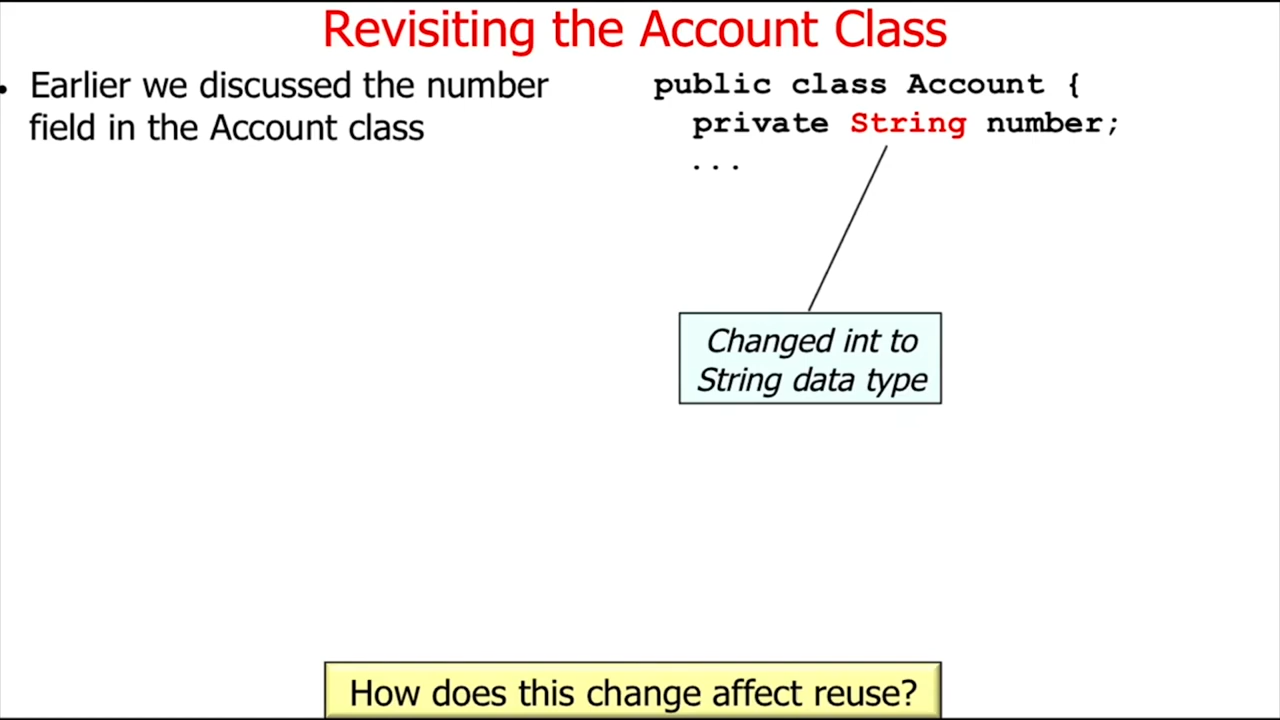 Revisiting the Account Class
• Earlier we discussed the number
field in the Account class
public class Account {
private String number;
...
Changed int to
String data type
How does this change affect reuse?